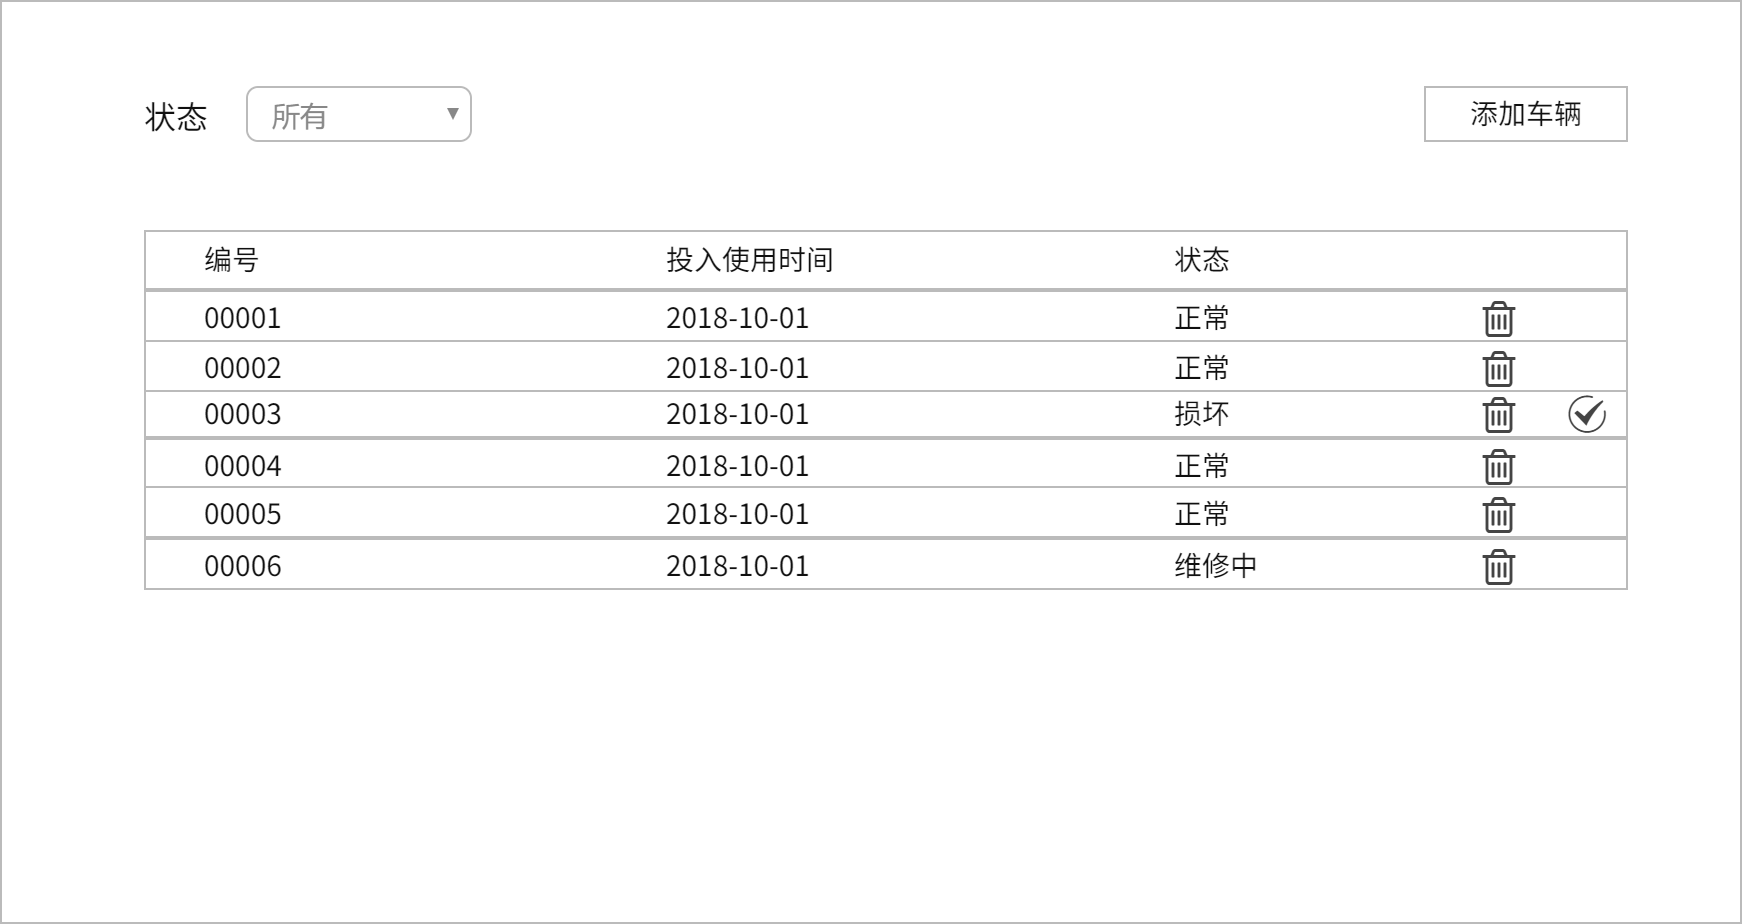 状态 所有 添加车辆
编号 投入使用时间 状态
00001 2018-10-01 正常
00002 2018-10-01 正常
00003 2018-10-01 损坏
00004 2018-10-01 正常
00005 2018-10-01 正常
00006 2018-10-01 维修中